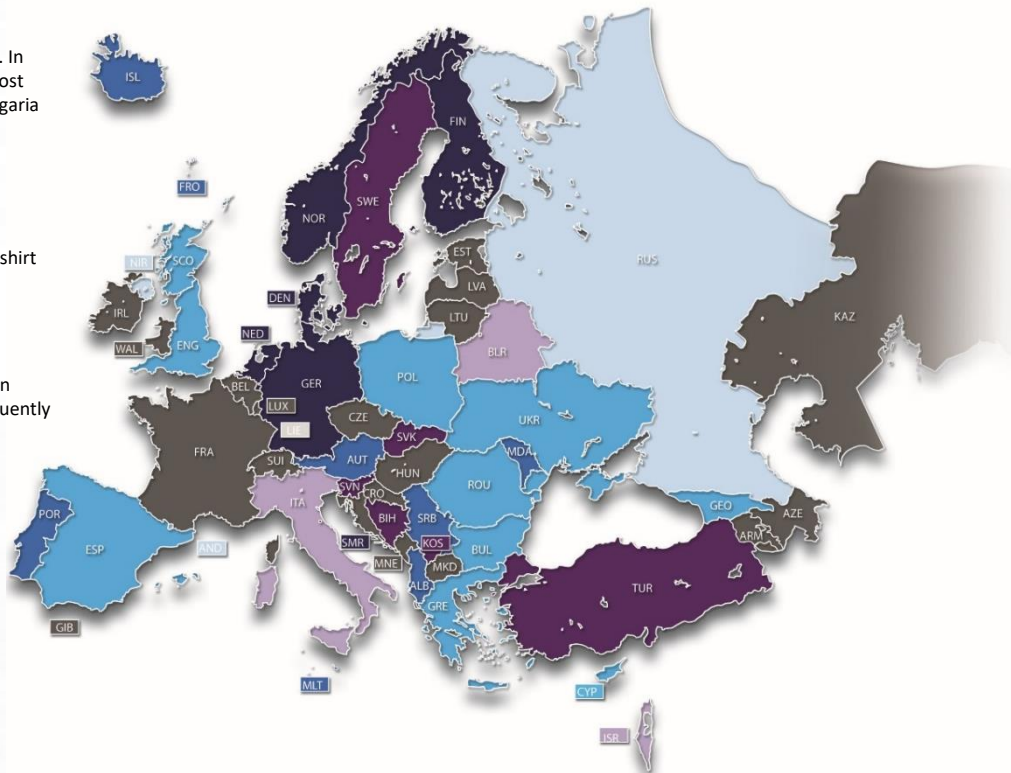 . In
ost
garia
shirt
n
uently
ISL
FRO
FIN
NOR
SWE
RUS
NIR
SCO
EST
LVA
LTU
IRL
DEN
WAL
ENG
NED
KAZ
BLR
GER
POL
BEL
LUX
CZE
UKR
LIE
FRA
SVK
SUI
AUT
HUN
MDA
SVN
CRO
ROU
ITA
POR
ESP
BIH
SRB
GEO
AZE
AND
SMR
KOS
BUL
ARM
MNE
MKD
ALB
TUR
GRE
GIB
MLT
CYP
ISR